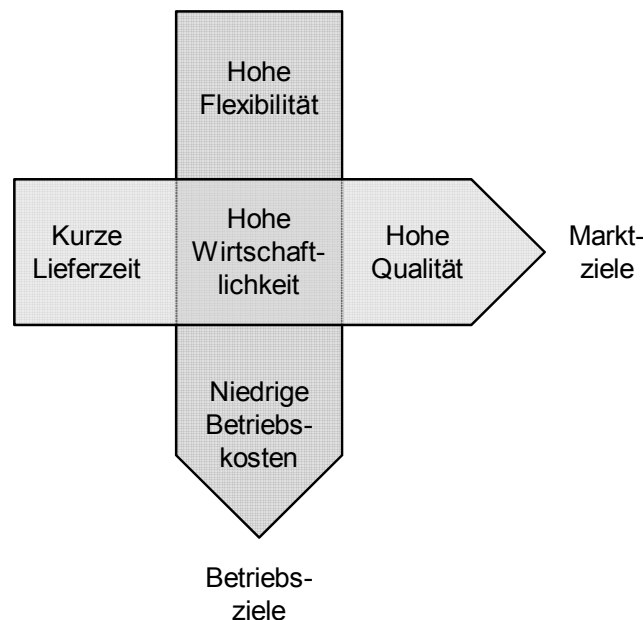 Hohe
Flexibilität
Kurze
Lieferzeit
Hohe
Wirtschaft-
lichkeit
Hohe
Qualität
Markt-
ziele
Niedrige
Betriebs-
kosten
Betriebs-
ziele